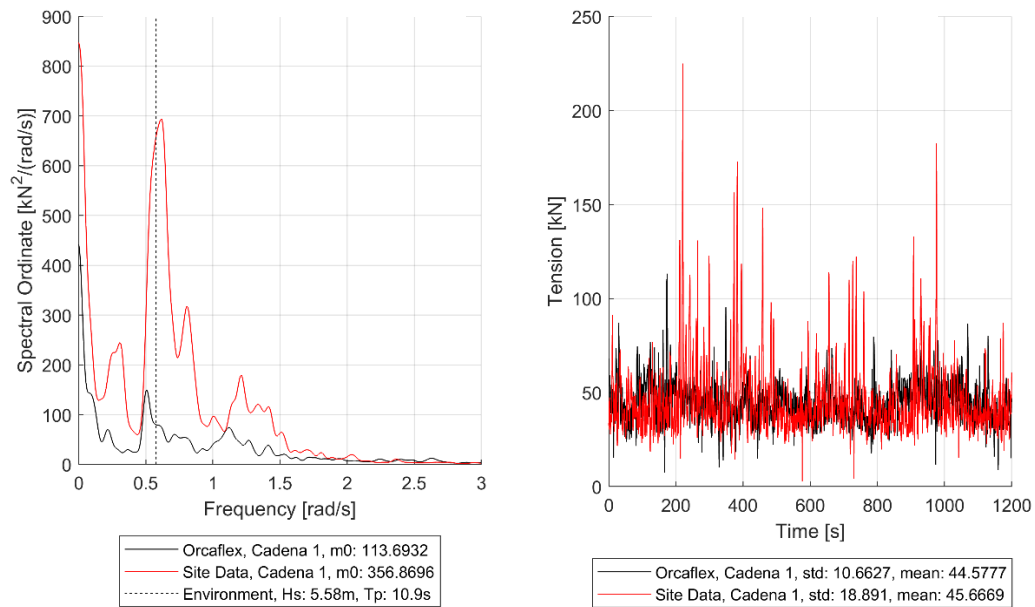 900
800
700
600
500
400
300
200
100
0
Spectral Ordinate [kN²/(rad/s)]
0 0.5 1 1.5 2 2.5 3
Frequency [rad/s]
Orcaflex, Cadena 1, m0: 113.6932
Site Data, Cadena 1, m0: 356.8696
Environment, Hs: 5.58m, Tp: 10.9s
250
200
150
100
50
0
Tension [kN]
0 200 400 600 800 1000 1200
Time [s]
Orcaflex, Cadena 1, std: 10.6627, mean: 44.5777
Site Data, Cadena 1, std: 18.891, mean: 45.6669